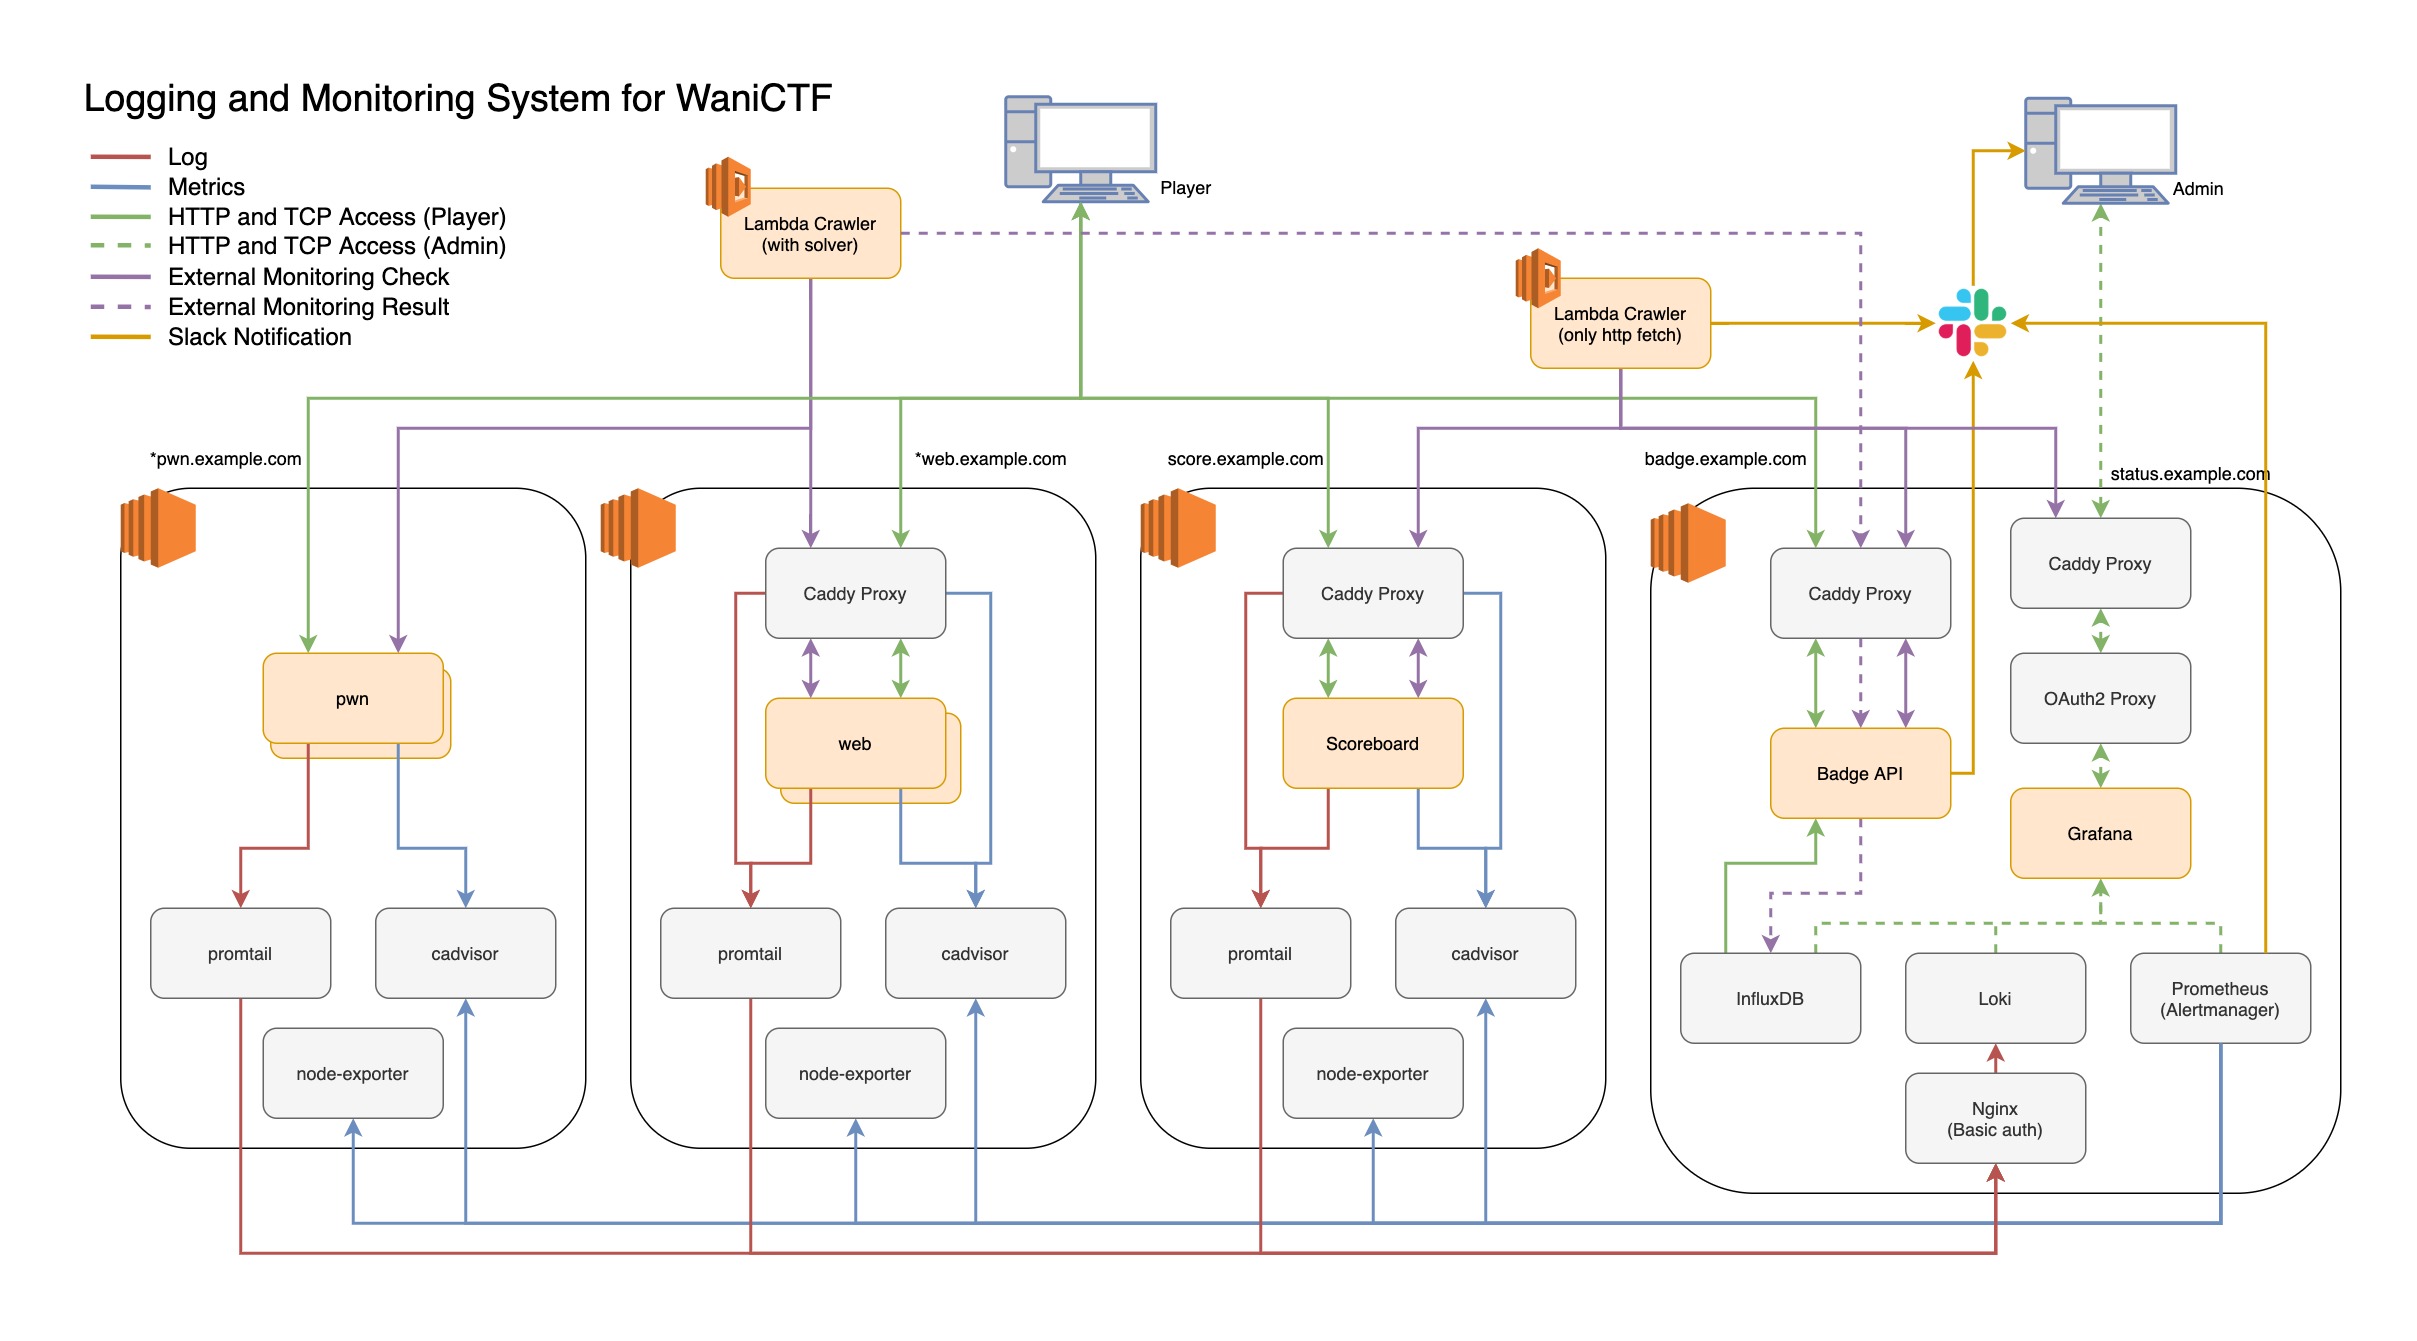 Logging and Monitoring System for WaniCTF
Log
Metrics
HTTP and TCP Access (Player)
HTTP and TCP Access (Admin)
External Monitoring Check
External Monitoring Result
Slack Notification
Player
Admin
Lambda Crawler
(with solver)
Lambda Crawler
(only http fetch)
*pwn.example.com
*web.example.com
score.example.com
badge.example.com
status.example.com
pwn
promtail
cadvisor
node-exporter
Caddy Proxy
web
promtail
cadvisor
node-exporter
Caddy Proxy
Scoreboard
promtail
cadvisor
node-exporter
Caddy Proxy
Badge API
Caddy Proxy
OAuth2 Proxy
Grafana
InfluxDB
Loki
Prometheus
(Alertmanager)
Nginx
(Basic auth)